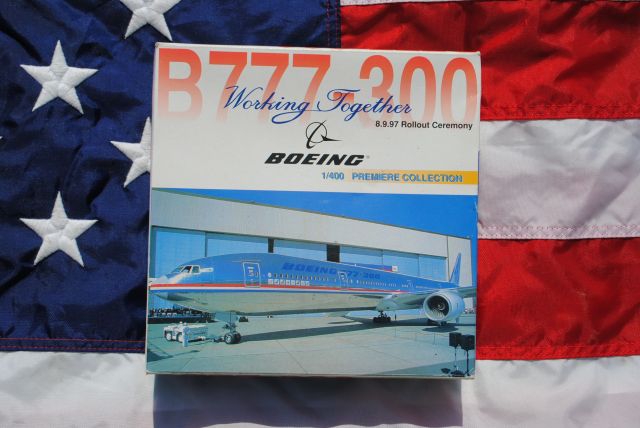 B777-300
Working Together
8.9.97 Rollout Ceremony
BOEING
1/400 PREMIERE COLLECTION
BOEING 777-300